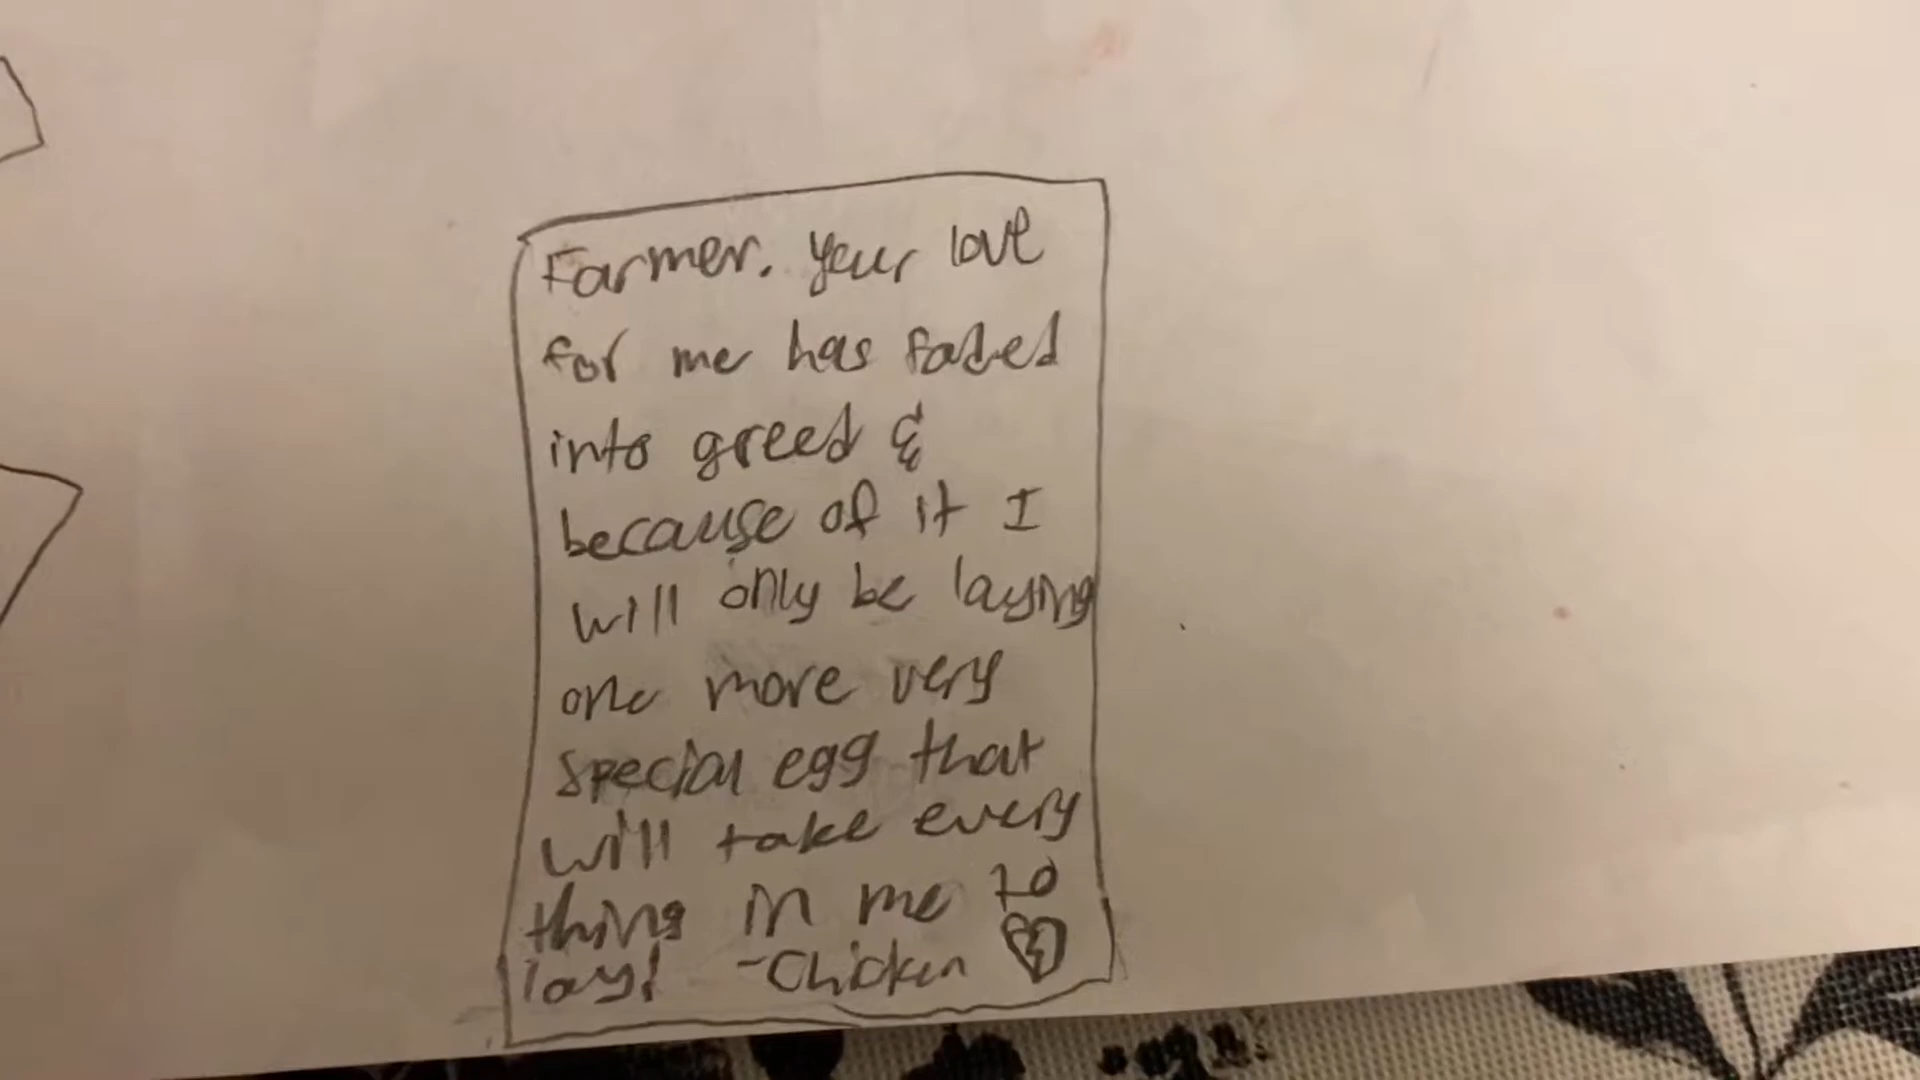 Farmer. Your love
for me has faded
into greed &
because of it I
will only be laying
one more very
special egg that
will take every
thing in me to
lay! -Chicken 💔